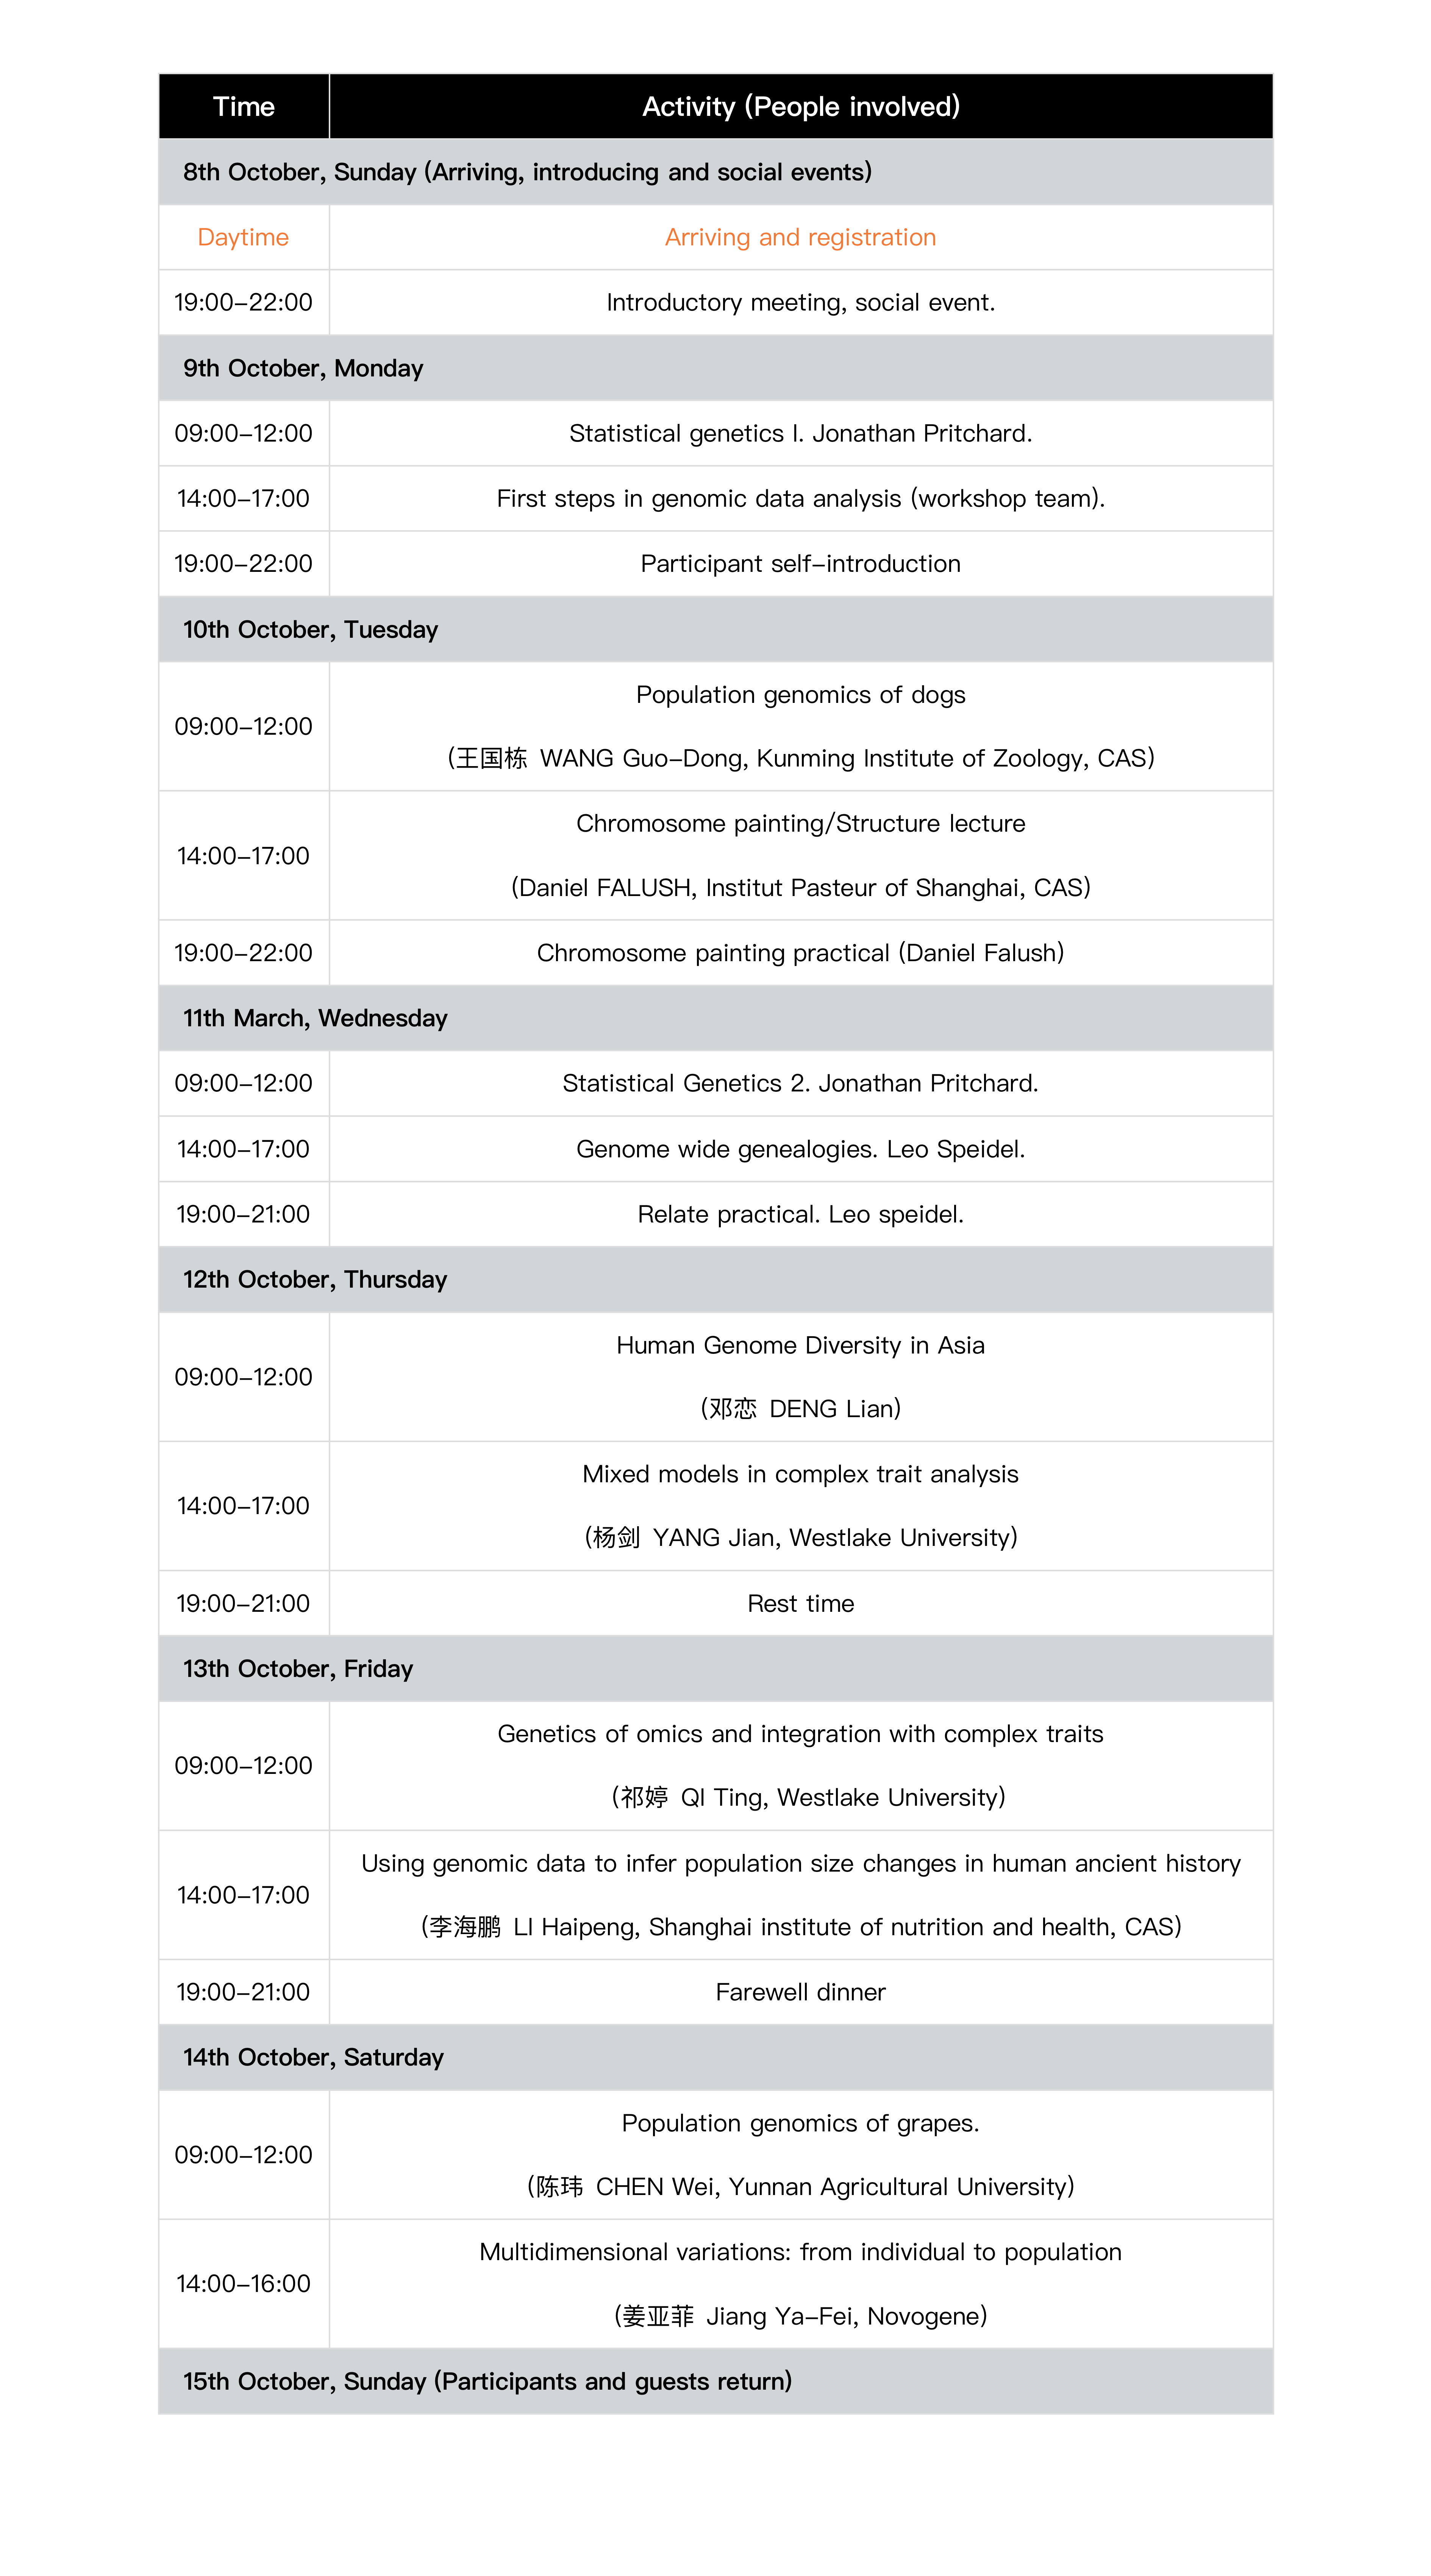 Time Activity (People involved)
8th October, Sunday (Arriving, introducing and social events)
Daytime Arriving and registration
19:00–22:00 Introductory meeting, social event.
9th October, Monday
09:00–12:00 Statistical genetics I. Jonathan Pritchard.
14:00–17:00 First steps in genomic data analysis (workshop team).
19:00–22:00 Participant self–introduction
10th October, Tuesday
09:00–12:00 Population genomics of dogs
(王国栋 WANG Guo–Dong, Kunming Institute of Zoology, CAS)
14:00–17:00 Chromosome painting/Structure lecture
(Daniel FALUSH, Institut Pasteur of Shanghai, CAS)
19:00–22:00 Chromosome painting practical (Daniel Falush)
11th March, Wednesday
09:00–12:00 Statistical Genetics 2. Jonathan Pritchard.
14:00–17:00 Genome wide genealogies. Leo Speidel.
19:00–21:00 Relate practical. Leo speidel.
12th October, Thursday
09:00–12:00 Human Genome Diversity in Asia
(邓恋 DENG Lian)
14:00–17:00 Mixed models in complex trait analysis
(杨剑 YANG Jian, Westlake University)
19:00–21:00 Rest time
13th October, Friday
09:00–12:00 Genetics of omics and integration with complex traits
(祁婷 QI Ting, Westlake University)
14:00–17:00 Using genomic data to infer population size changes in human ancient history
(李海鹏 LI Haipeng, Shanghai institute of nutrition and health, CAS)
19:00–21:00 Farewell dinner
14th October, Saturday
09:00–12:00 Population genomics of grapes.
(陈玮 CHEN Wei, Yunnan Agricultural University)
14:00–16:00 Multidimensional variations: from individual to population
(姜亚菲 Jiang Ya–Fei, Novogene)
15th October, Sunday (Participants and guests return)